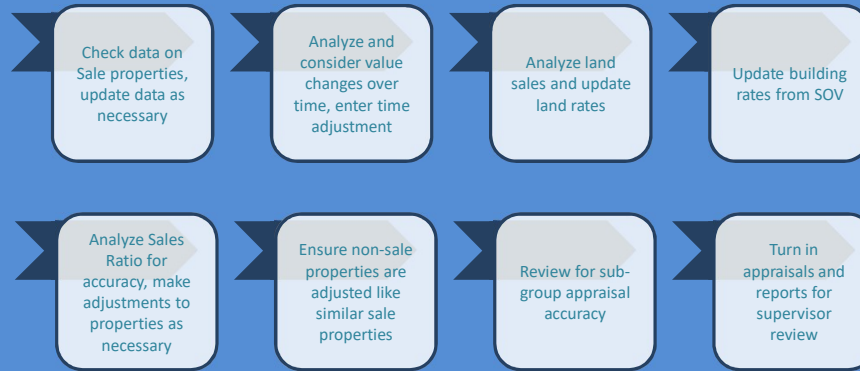 Check data on
Sale properties,
update data as
necessary
Analyze and
consider value
changes over
time, enter time
adjustment
Analyze land
sales and update
land rates
Update building
rates from SOV
Analyze Sales
Ratio for
accuracy, make
adjustments to
properties as
necessary
Ensure non-sale
properties are
adjusted like
similar sale
properties
Review for sub-
group appraisal
accuracy
Turn in
appraisals and
reports for
supervisor
review